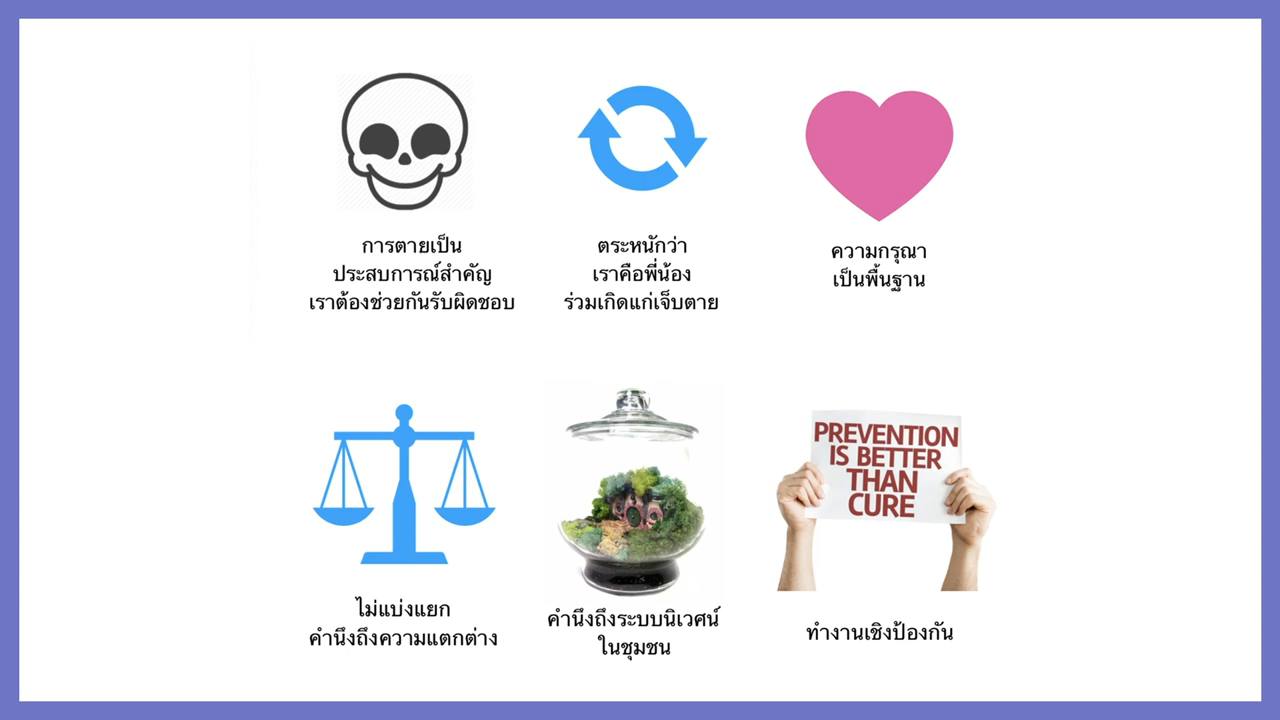 การตายเป็น
ประสบการณ์สำคัญ
เราต้องช่วยกันรับผิดชอบ
ตระหนักว่า
เราคือพี่น้อง
ร่วมเกิดแก่เจ็บตาย
ความกรุณา
เป็นพื้นฐาน
ไม่แบ่งแยก
คำนึงถึงความแตกต่าง
คำนึงถึงระบบนิเวศน์
ในชุมชน
PREVENTION
IS BETTER
THAN
CURE
ทำงานเชิงป้องกัน